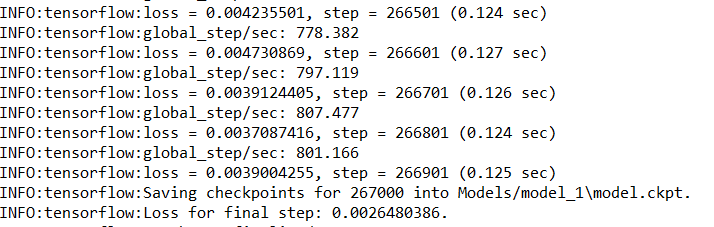 INFO:tensorflow:loss = 0.004235501, step = 266501 (0.124 sec)
INFO:tensorflow:global_step/sec: 778.382
INFO:tensorflow:loss = 0.004730869, step = 266601 (0.127 sec)
INFO:tensorflow:global_step/sec: 797.119
INFO:tensorflow:loss = 0.0039124405, step = 266701 (0.126 sec)
INFO:tensorflow:global_step/sec: 807.477
INFO:tensorflow:loss = 0.0037087416, step = 266801 (0.124 sec)
INFO:tensorflow:global_step/sec: 801.166
INFO:tensorflow:loss = 0.0039004255, step = 266901 (0.125 sec)
INFO:tensorflow:Saving checkpoints for 267000 into Models/model_1\model.ckpt.
INFO:tensorflow:Loss for final step: 0.0026480386.